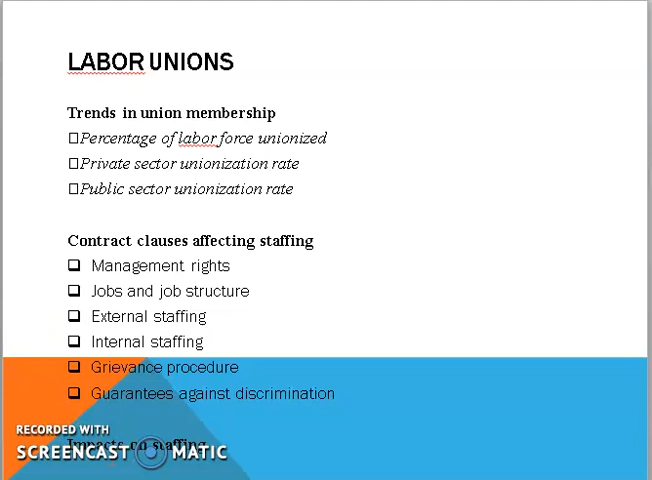 LABOR UNIONS
Trends in union membership
Percentage of labor force unionized
Private sector unionization rate
Public sector unionization rate
Contract clauses affecting staffing
Management rights
Jobs and job structure
External staffing
Internal staffing
Grievance procedure
Guarantees against discrimination
Impacts on staffing
RECORDED WITH
SCREENCAST MATIC